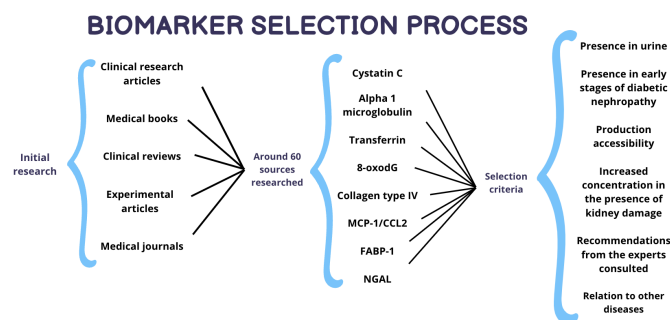 BIOMARKER SELECTION PROCESS
Initial
research
Clinical research
articles
Medical books
Clinical reviews
Experimental
articles
Medical journals
Around 60
sources
researched
Cystatin C
Alpha 1
microglobulin
Transferrin
8-oxodG
Collagen type IV
MCP-1/CCL2
FABP-1
NGAL
Selection
criteria
Presence in urine
Presence in early
stages of diabetic
nephropathy
Production
accessibility
Increased
concentration in
the presence of
kidney damage
Recommendations
from the experts
consulted
Relation to other
diseases